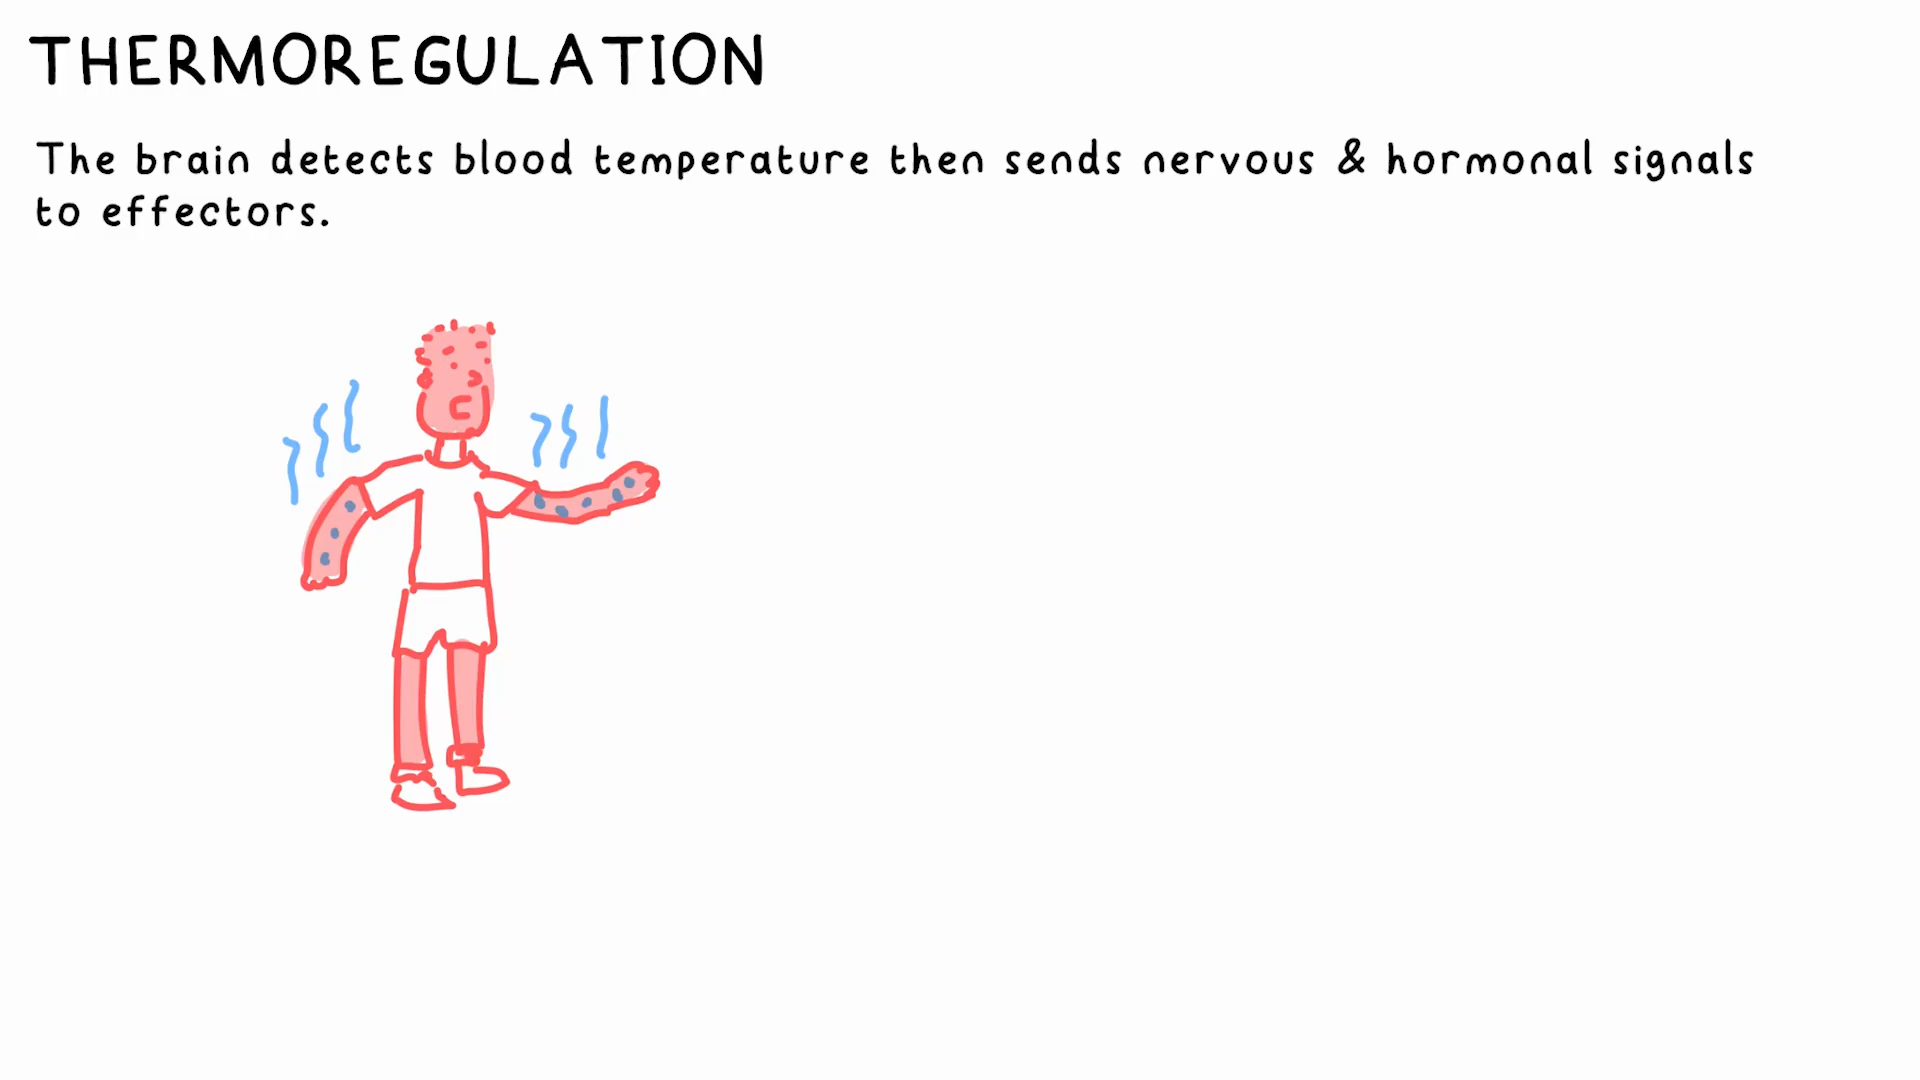 THERMOREGULATION
The brain detects blood temperature then sends nervous & hormonal signals
to effectors.